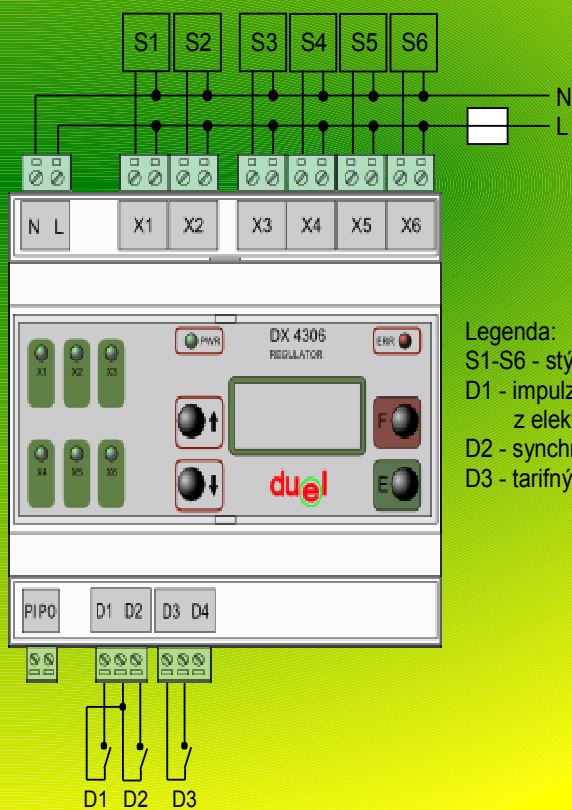 S1 S2 S3 S4 S5 S6
N
L
N L X1 X2 X3 X4 X5 X6
PWR DX 4306 ERR
REGULATOR
X1 X2 X3
F
X4 X5 X6
duel
E
Legenda:
S1-S6 - stý
D1 - impulz
z elek
D2 - synchr
D3 - tarifný
PI PO D1 D2 D3 D4
D1 D2 D3